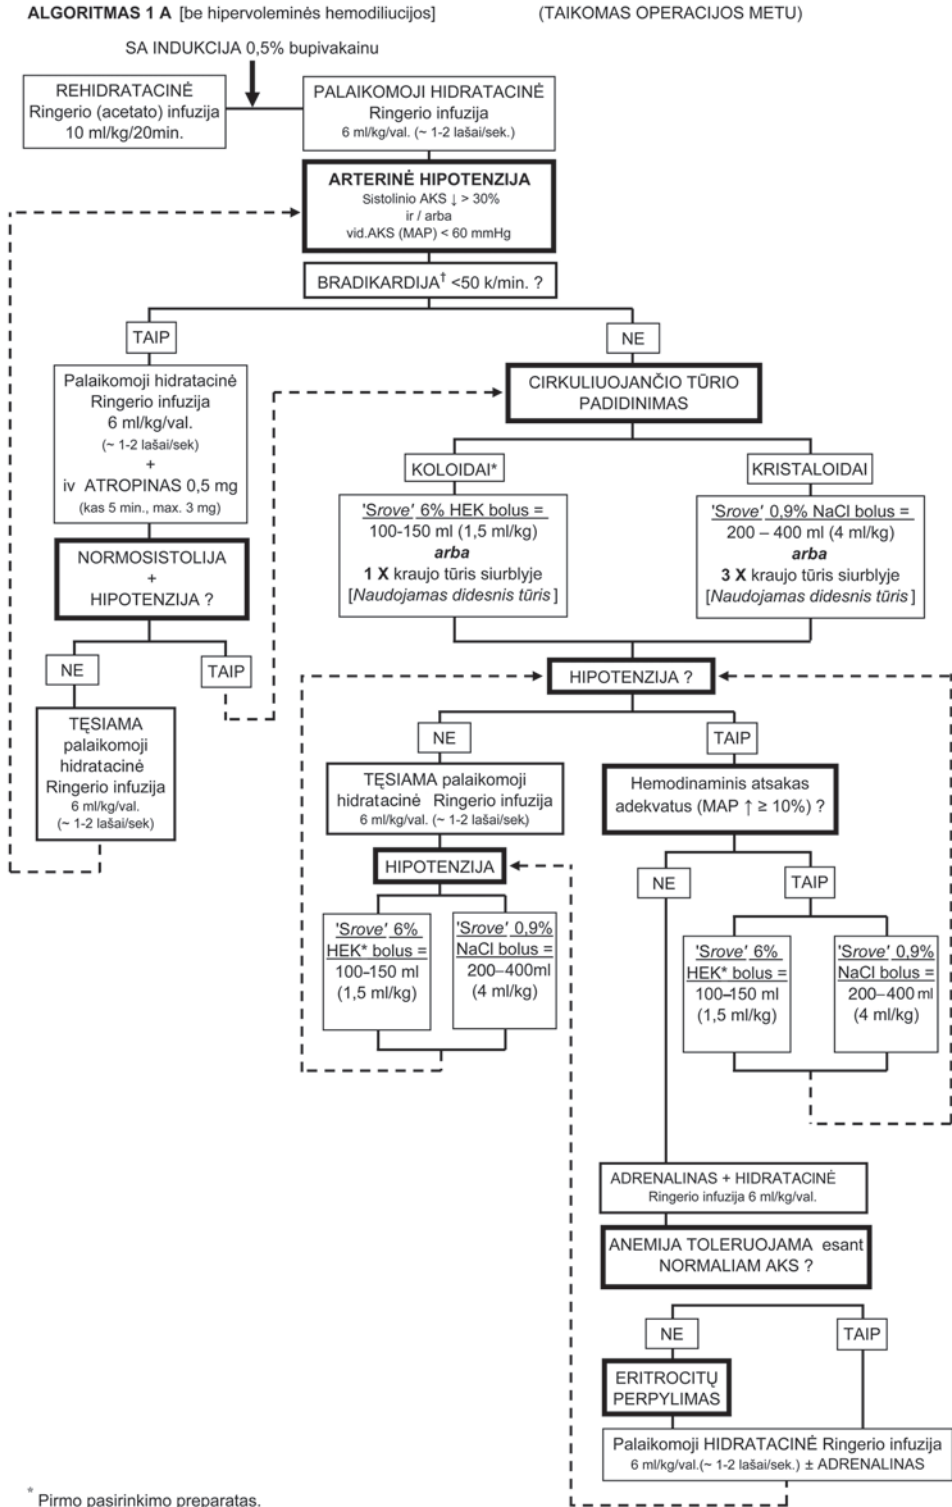 ALGORITMAS 1 A [be hipervoleminės hemodiliucijos] (TAIKOMAS OPERACIJOS METU)
SA INDUKCIJA 0,5% bupivakainu
REHIDRATACINĖ
Ringerio (acetato) infuzija
10 ml/kg/20min.
PALAIKOMOJI HIDRATACINĖ
Ringerio infuzija
6 ml/kg/val. (~ 1-2 lašai/sek.)
ARTERINĖ HIPOTENZIJA
Sistolinio AKS ↓ > 30%
ir / arba
vid.AKS (MAP) < 60 mmHg
BRADIKARDIJA† <50 k/min. ?
TAIP
NE
Palaikomoji hidratacinė
Ringerio infuzija
6 ml/kg/val.
(~ 1-2 lašai/sek)
+
iv ATROPINAS 0,5 mg
(kas 5 min., max. 3 mg)
NORMOSISTOLIJA
+
HIPOTENZIJA ?
NE
TAIP
TĘSIAMA
palaikomoji
hidratacinė
Ringerio infuzija
6 ml/kg/val.
(~ 1-2 lašai/sek)
CIRKULIUOJANČIO TŪRIO
PADIDINIMAS
KOLOIDAI*
KRISTALOIDAI
'Srove' 6% HEK bolus =
100-150 ml (1,5 ml/kg)
arba
1 X kraujo tūris siurblyje
[Naudojamas didesnis tūris]
'Srove' 0,9% NaCl bolus =
200 – 400 ml (4 ml/kg)
arba
3 X kraujo tūris siurblyje
[Naudojamas didesnis tūris]
HIPOTENZIJA ?
NE
TAIP
TĘSIAMA palaikomoji
hidratacinė Ringerio infuzija
6 ml/kg/val. (~ 1-2 lašai/sek)
HIPOTENZIJA
'Srove' 6%
HEK* bolus =
100-150 ml
(1,5 ml/kg)
'Srove' 0,9%
NaCl bolus =
200–400ml
(4 ml/kg)
Hemodinaminis atsakas
adekvatus (MAP ↑ ≥ 10%) ?
NE
TAIP
'Srove' 6%
HEK* bolus =
100–150 ml
(1,5 ml/kg)
'Srove' 0,9%
NaCl bolus =
200–400 ml
(4 ml/kg)
ADRENALINAS + HIDRATACINĖ
Ringerio infuzija 6 ml/kg/val.
ANEMIJA TOLERUOJAMA esant
NORMALIAM AKS ?
NE
TAIP
ERITROCITŲ
PERPYLIMAS
Palaikomoji HIDRATACINĖ Ringerio infuzija
6 ml/kg/val.(~ 1-2 lašai/sek.) ± ADRENALINAS
* Pirmo pasirinkimo preparatas.